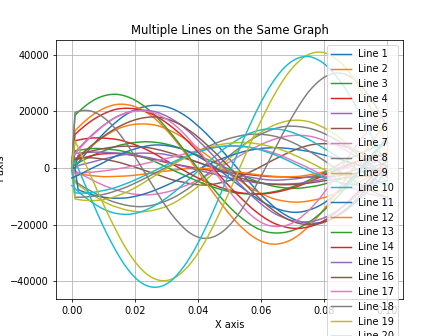 Multiple Lines on the Same Graph
40000
20000
0
−20000
−40000
0.00
0.02
0.04
0.06
X axis
Line 1
Line 2
Line 3
Line 4
Line 5
Line 6
Line 7
Line 8
Line 9
Line 10
Line 11
Line 12
Line 13
Line 14
Line 15
Line 16
Line 17
Line 18
Line 19
Line 20